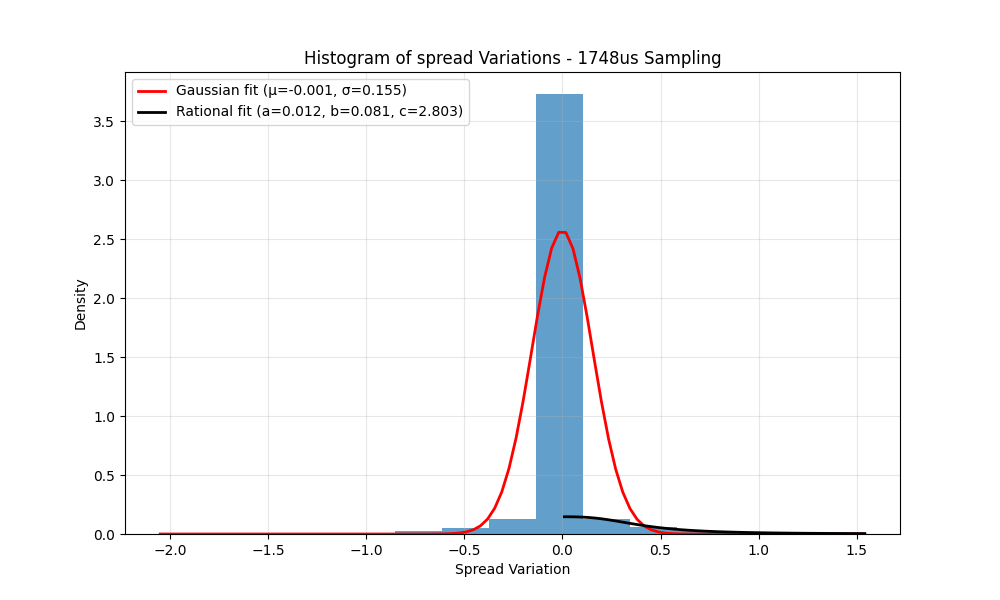 Histogram of spread Variations - 1748us Sampling
Gaussian fit (μ=-0.001, σ=0.155)
Rational fit (a=0.012, b=0.081, c=2.803)
Density
3.5
3.0
2.5
2.0
1.5
1.0
0.5
0.0
−2.0 −1.5 −1.0 −0.5 0.0 0.5 1.0 1.5
Spread Variation